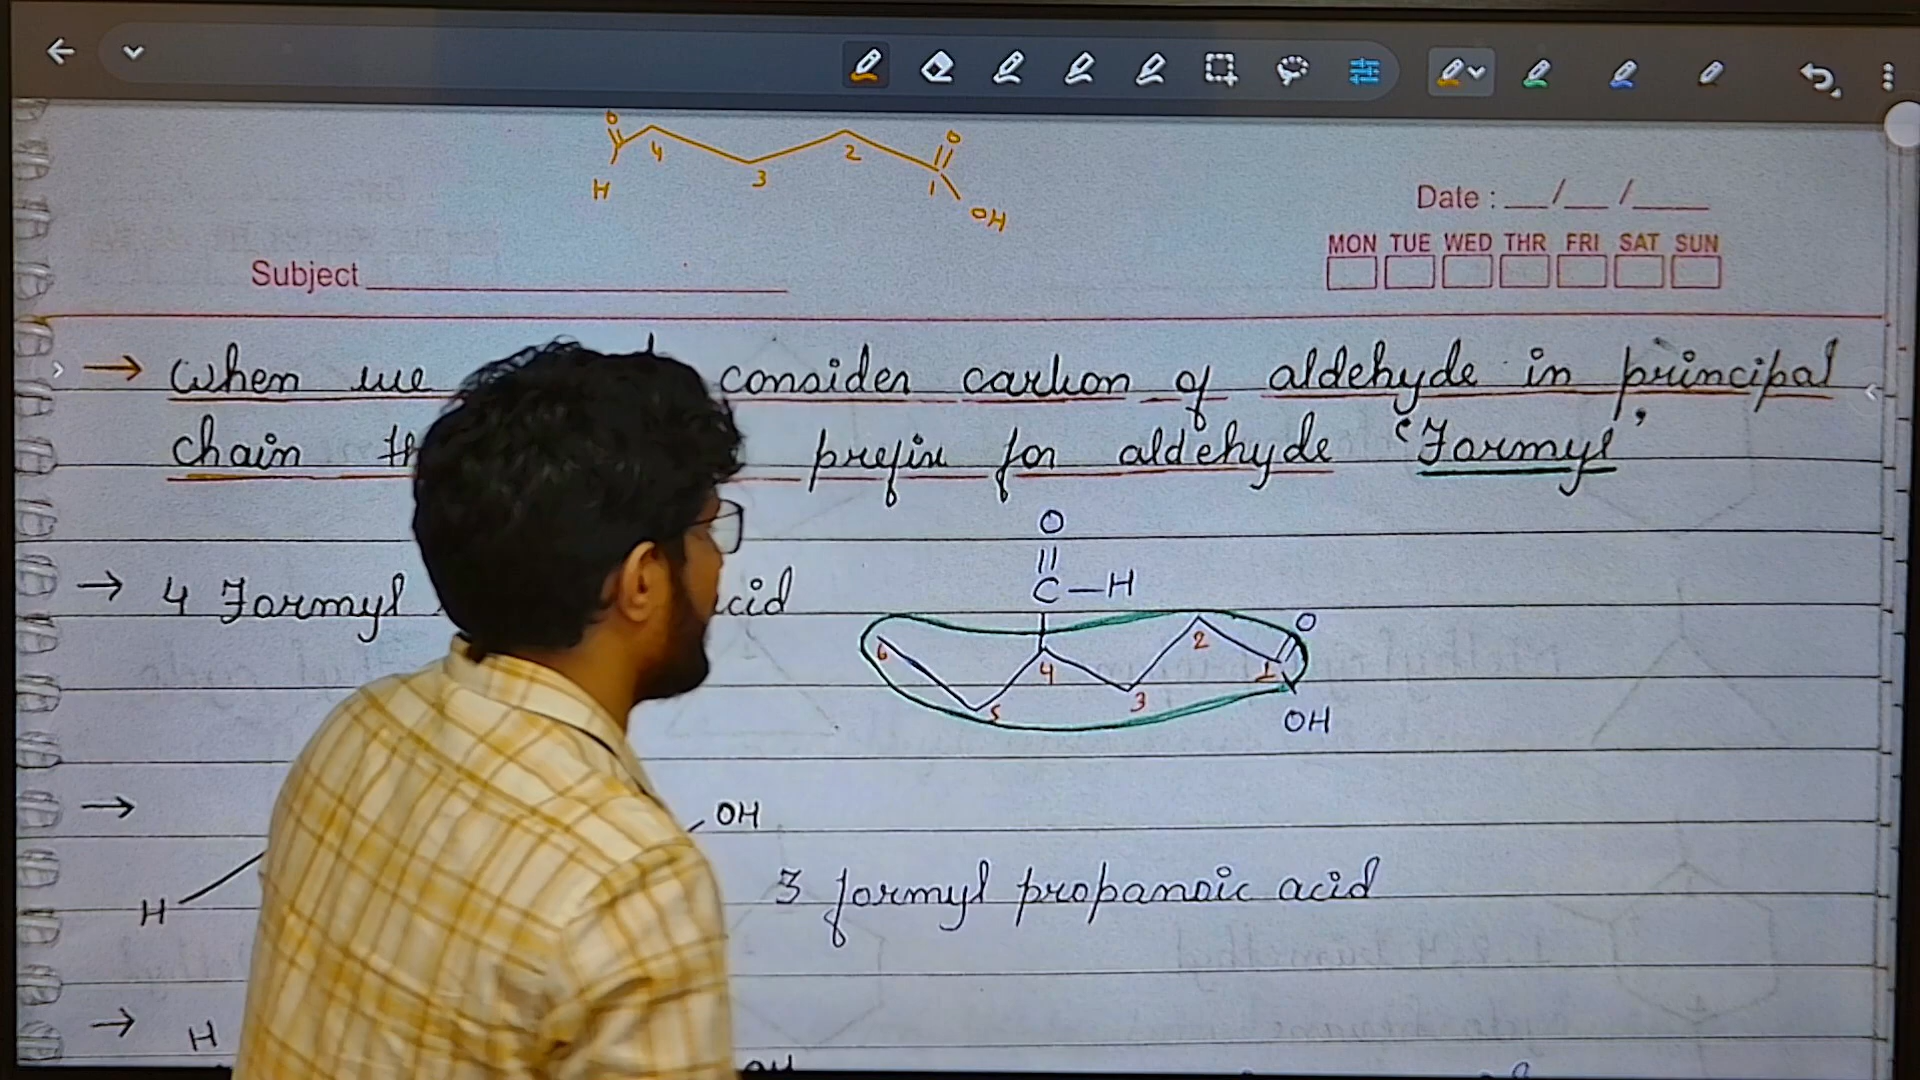 O O
4 2
3 1
H OH
Date : __/__/____
MON TUE WED THR FRI SAT SUN
Subject
→ When we consider carbon of aldehyde in principal
chain prefix for aldehyde ‘Formyl’
O
||
→ 4 Formyl acid C — H
O
6 4 2 1
5 3
OH
→ OH
H 3 formyl propanoic acid
→ H